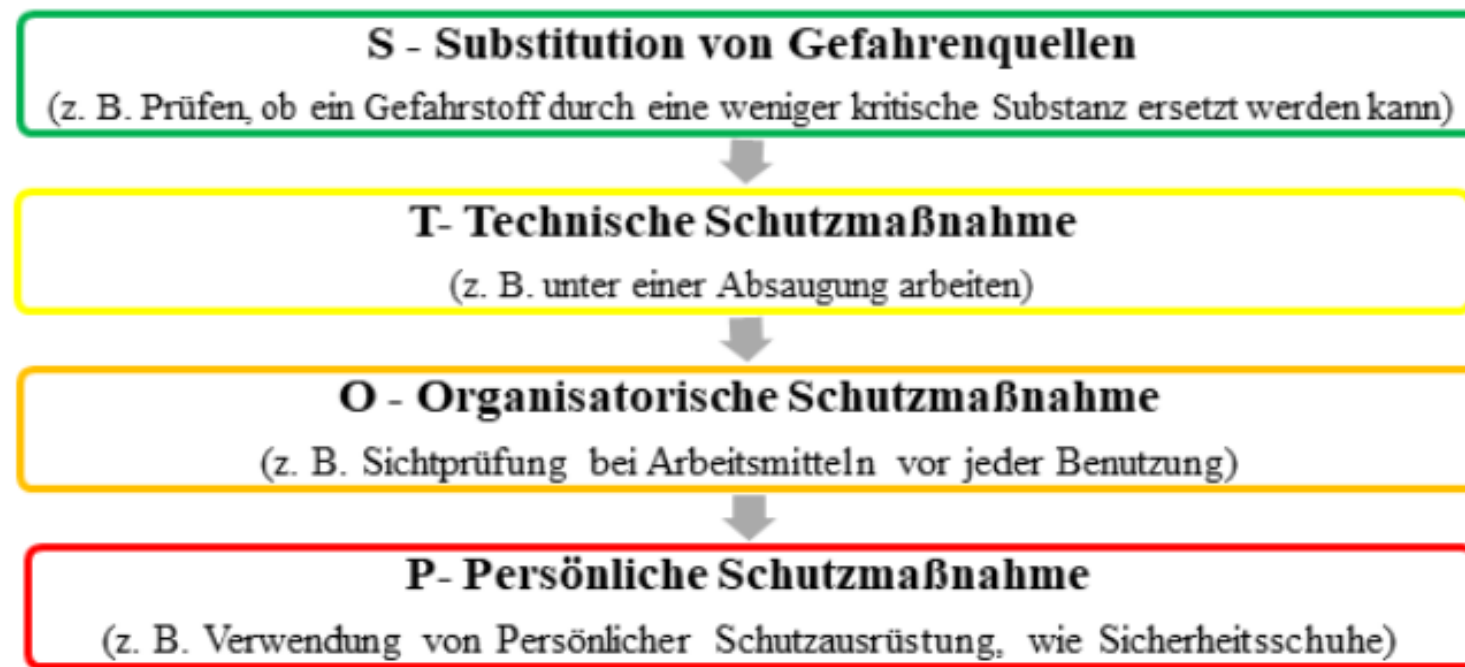 S - Substitution von Gefahrenquellen
(z. B. Prüfen, ob ein Gefahrstoff durch eine weniger kritische Substanz ersetzt werden kann)
T- Technische Schutzmaßnahme
(z. B. unter einer Absaugung arbeiten)
O - Organisatorische Schutzmaßnahme
(z. B. Sichtprüfung bei Arbeitsmitteln vor jeder Benutzung)
P- Persönliche Schutzmaßnahme
(z. B. Verwendung von Persönlicher Schutzausrüstung, wie Sicherheitsschuhe)